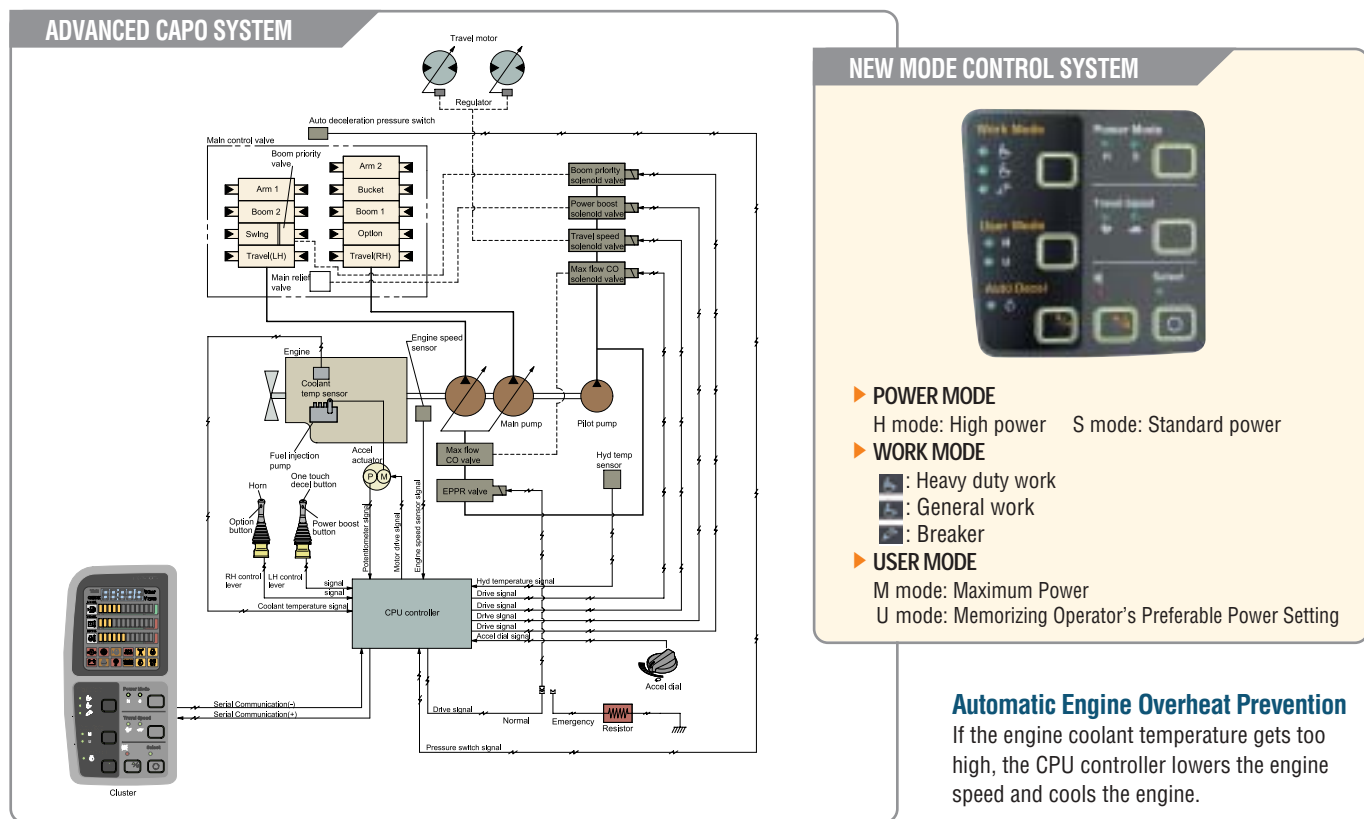 ADVANCED CAPO SYSTEM
Travel motor
Regulator
Auto deceleration pressure switch
Main control valve
Boom priority
valve
Arm 1
Boom 2
Swing
Travel(LH)
Arm 2
Bucket
Boom 1
Option
Travel(RH)
Main relief
valve
Boom priority
solenoid valve
Power boost
solenoid valve
Travel speed
solenoid valve
Max flow CO
solenoid valve
Engine speed
sensor
Engine
Coolant
temp sensor
Fuel injection
pump
Accel
actuator
P M
Main pump
Pilot pump
Max flow
CO valve
EPPR valve
Hyd temp
sensor
Horn
Option
button
One touch
decel button
Power boost
button
RH control
lever
LH control
lever
signal
signal
Coolant temperature signal
Potentiometer signal
Motor drive signal
Engine speed sensor signal
CPU controller
Hyd temperature signal
Drive signal
Drive signal
Drive signal
Drive signal
Accel dial signal
Accel dial
Serial Communication(-)
Serial Communication(+)
Drive signal
Normal
Emergency
Resistor
Pressure switch signal
Power Mode
Travel Speed
Select
Cluster
NEW MODE CONTROL SYSTEM
Work Mode
Power Mode
H S
Travel Speed
User Mode
M
U
Auto Decel
Select
POWER MODE
H mode: High power S mode: Standard power
WORK MODE
: Heavy duty work
: General work
: Breaker
USER MODE
M mode: Maximum Power
U mode: Memorizing Operator’s Preferable Power Setting
Automatic Engine Overheat Prevention
If the engine coolant temperature gets too
high, the CPU controller lowers the engine
speed and cools the engine.